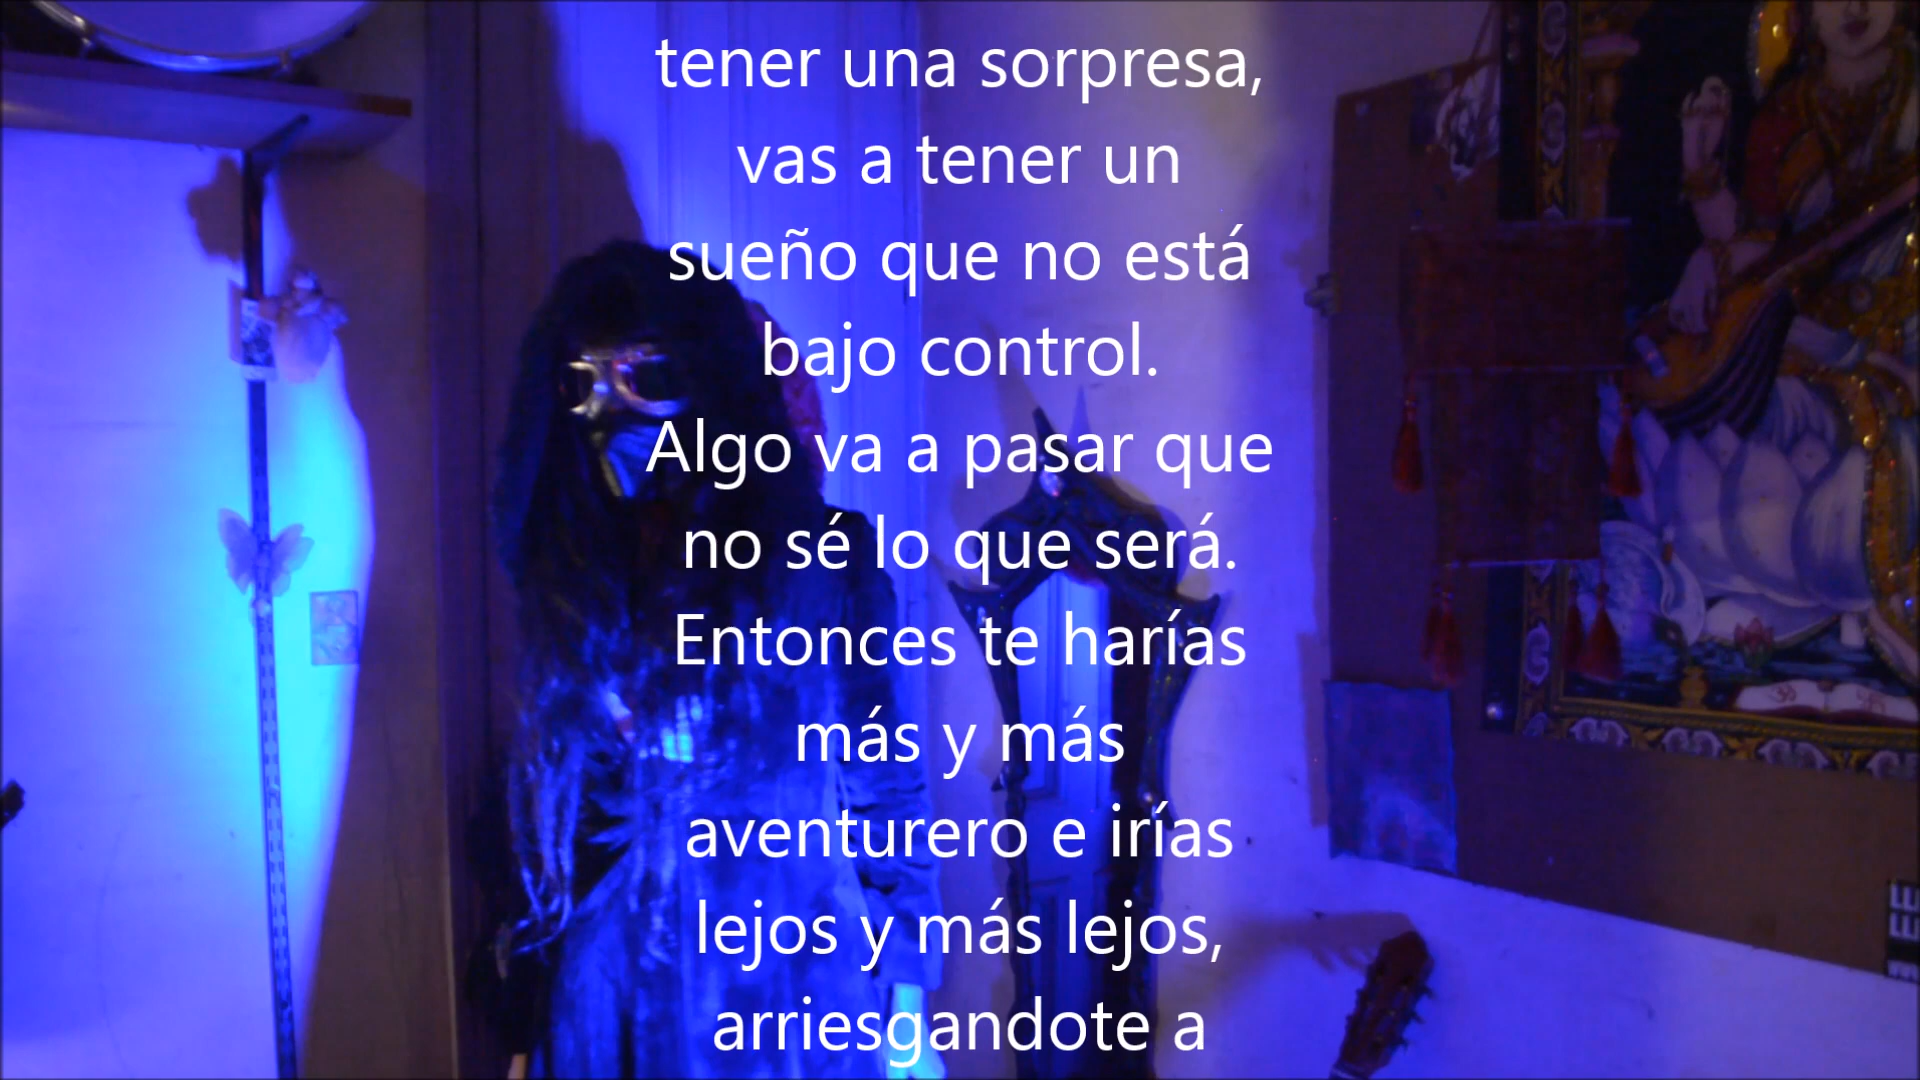 tener una sorpresa,
vas a tener un
sueño que no está
bajo control.
Algo va a pasar que
no sé lo que será.
Entonces te harías
más y más
aventurero e irías
lejos y más lejos,
arriesgandote a